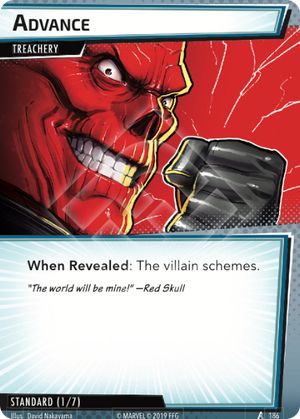 ADVANCE
TREACHERY
When Revealed: The villain schemes.
"The world will be mine!" —Red Skull
STANDARD (1/7)
Illus. David Nakayama
© MARVEL © 2019 FFG
186